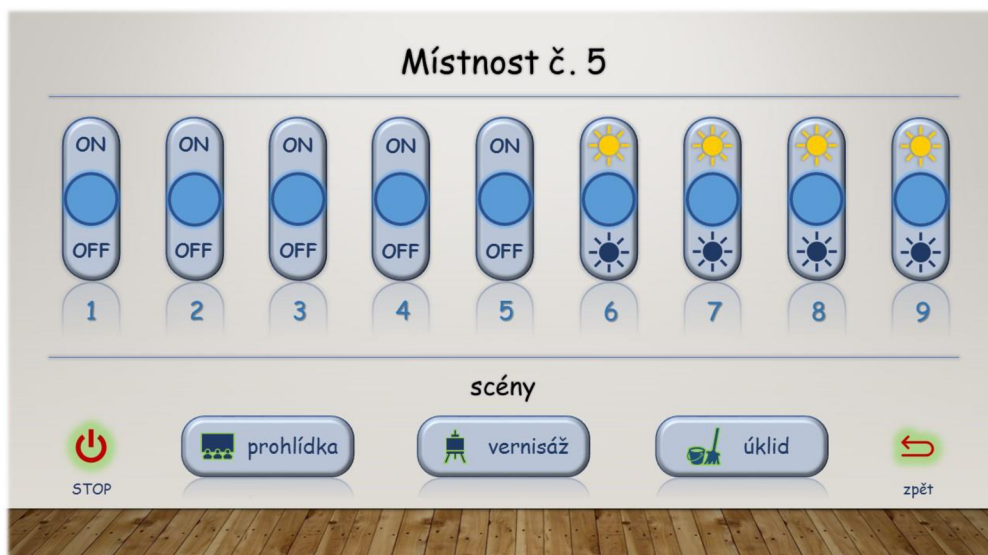 Místnost č. 5
ON ON ON ON ON
OFF OFF OFF OFF OFF
1 2 3 4 5 6 7 8 9
scény
prohlídka vernisáž úklid
STOP zpět